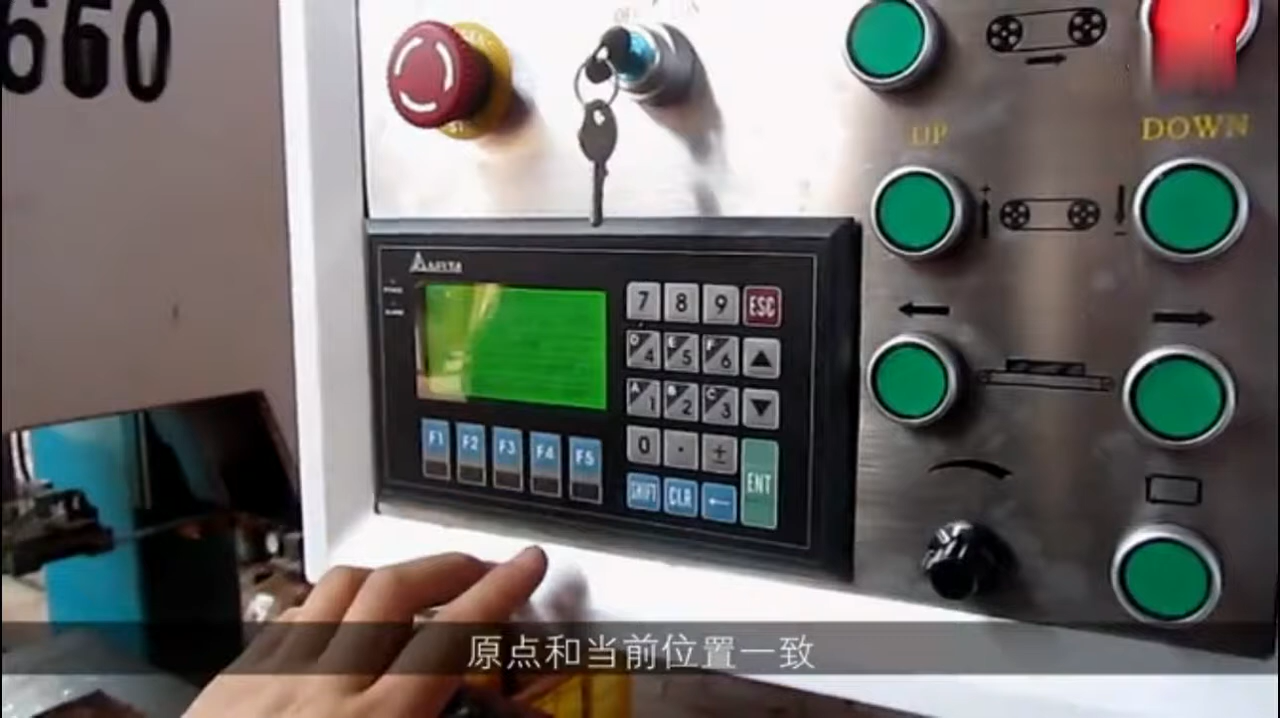 660
UP
DOWN
7 8 9 ESC
D/4 E/5 F/6
A/1 B/2 C/3
0 . ±
F1 F2 F3 F4 F5
SHIFT CLR ←
ENT
原点和当前位置一致